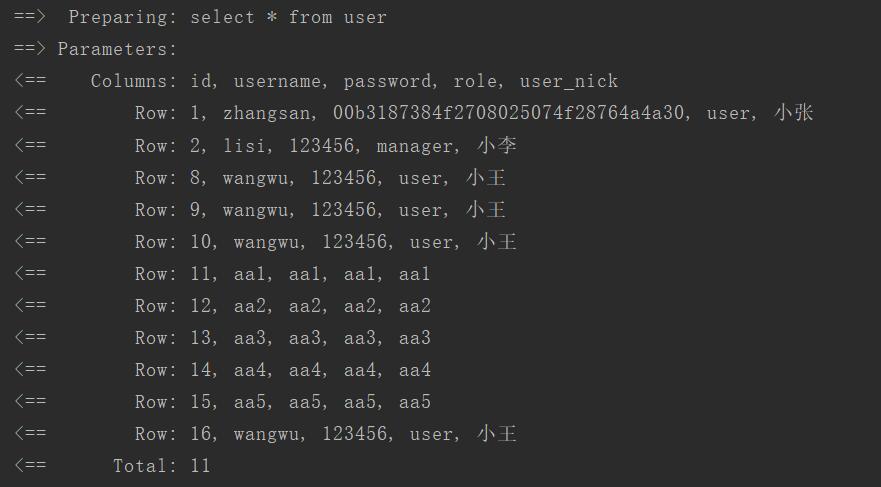 ==>  Preparing: select * from user
==> Parameters:
<==    Columns: id, username, password, role, user_nick
<==        Row: 1, zhangsan, 00b3187384f2708025074f28764a4a30, user, 小张
<==        Row: 2, lisi, 123456, manager, 小李
<==        Row: 8, wangwu, 123456, user, 小王
<==        Row: 9, wangwu, 123456, user, 小王
<==        Row: 10, wangwu, 123456, user, 小王
<==        Row: 11, aa1, aa1, aa1, aa1
<==        Row: 12, aa2, aa2, aa2, aa2
<==        Row: 13, aa3, aa3, aa3, aa3
<==        Row: 14, aa4, aa4, aa4, aa4
<==        Row: 15, aa5, aa5, aa5, aa5
<==        Row: 16, wangwu, 123456, user, 小王
<==      Total: 11